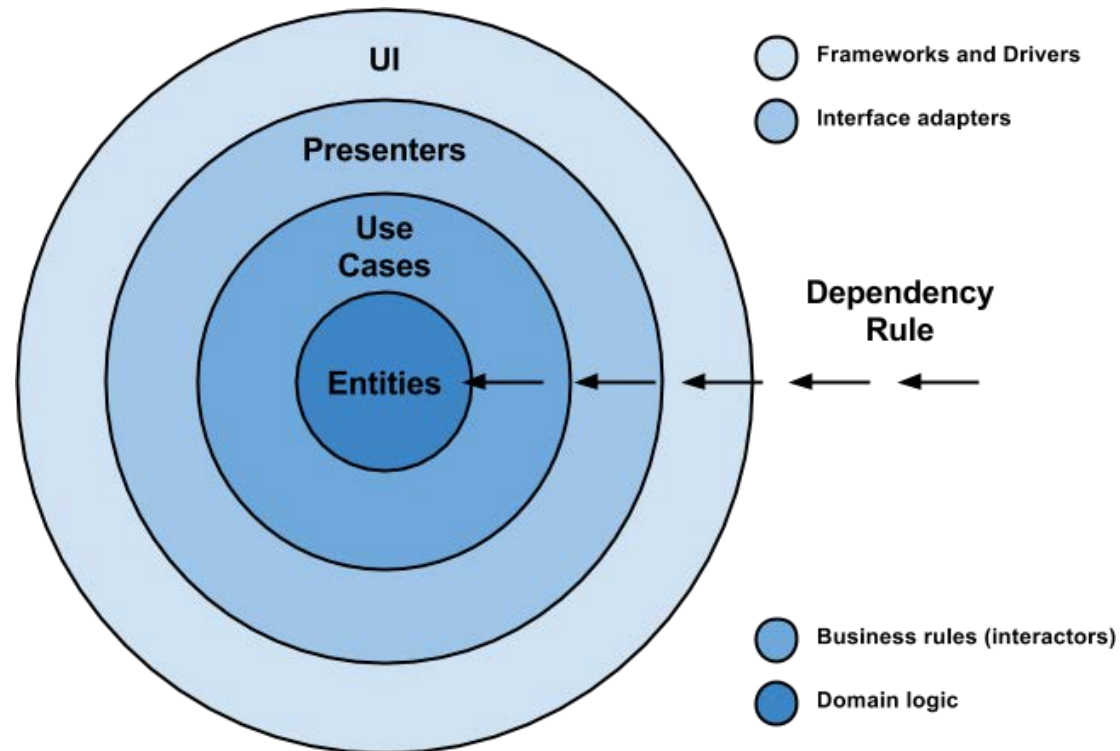 UI
Presenters
Use
Cases
Entities
Frameworks and Drivers
Interface adapters
Dependency
Rule
Business rules (interactors)
Domain logic